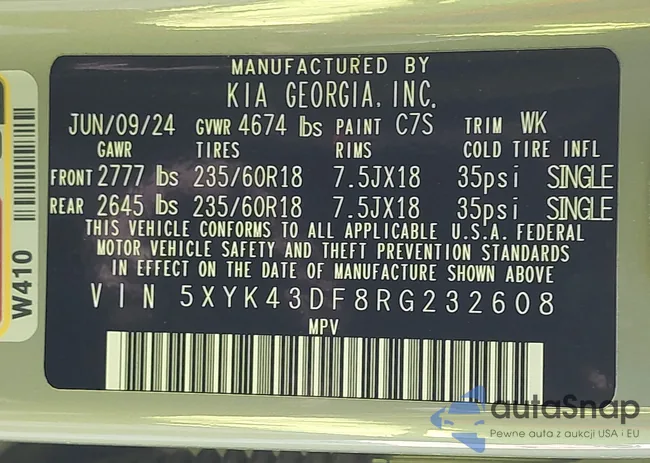 MANUFACTURED BY
KIA GEORGIA, INC.
JUN/09/24 GVWR 4674 lbs PAINT C7S TRIM WK
GAWR TIRES RIMS COLD TIRE INFL
FRONT 2777 lbs 235/60R18 7.5JX18 35psi SINGLE
REAR 2645 lbs 235/60R18 7.5JX18 35psi SINGLE
THIS VEHICLE CONFORMS TO ALL APPLICABLE U.S.A. FEDERAL
MOTOR VEHICLE SAFETY AND THEFT PREVENTION STANDARDS
IN EFFECT ON THE DATE OF MANUFACTURE SHOWN ABOVE
VIN 5XYK43DF8RG232608
MPV
W410
autaSnap
Pewne auta z aukcji USA i EU